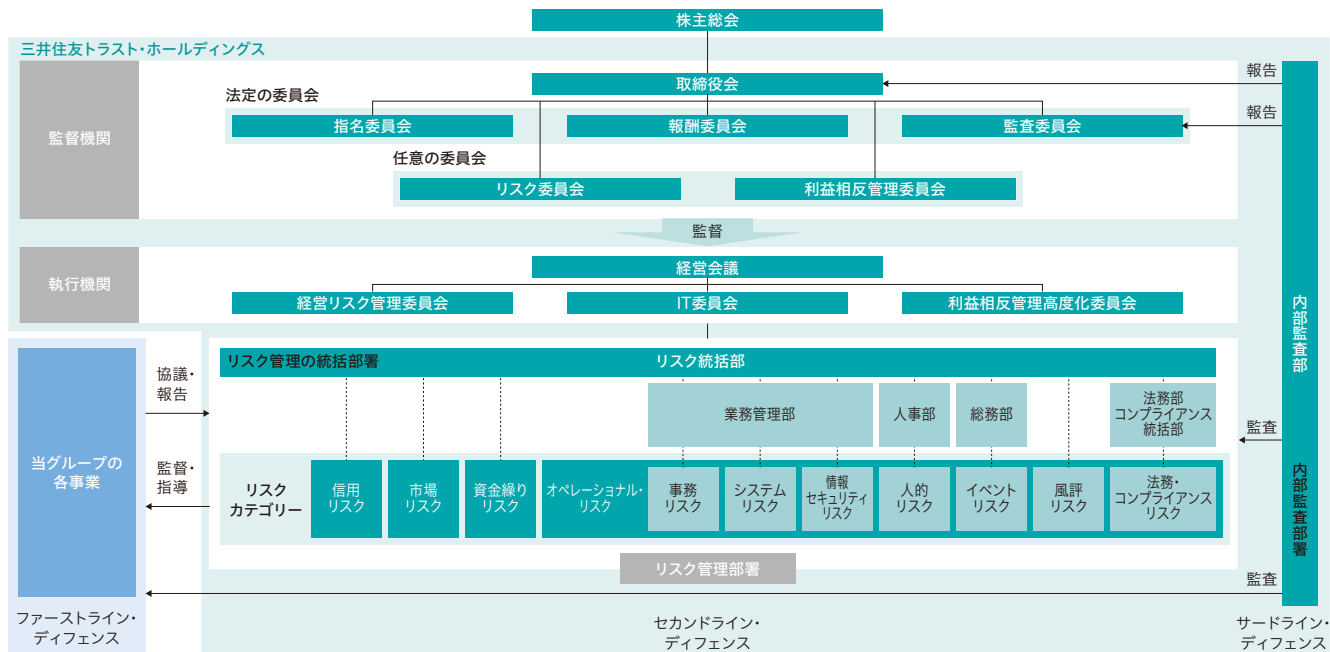 株主総会
三井住友トラスト・ホールディングス
監督機関
取締役会
報告
法定の委員会
指名委員会
報酬委員会
監査委員会
報告
任意の委員会
リスク委員会
利益相反管理委員会
監督
執行機関
経営会議
経営リスク管理委員会
IT委員会
利益相反管理高度化委員会
内部監査部
内部監査部署
当グループの
各事業
協議・
報告
監督・
指導
リスク管理の統括部署
リスク統括部
業務管理部
人事部
総務部
法務部
コンプライアンス
統括部
監査
リスク
カテゴリー
信用
リスク
市場
リスク
資金繰り
リスク
オペレーショナル・
リスク
事務
リスク
システム
リスク
情報
セキュリティ
リスク
人的
リスク
イベント
リスク
風評
リスク
法務・
コンプライアンス
リスク
リスク管理部署
監査
ファーストライン・
ディフェンス
セカンドライン・
ディフェンス
サードライン・
ディフェンス